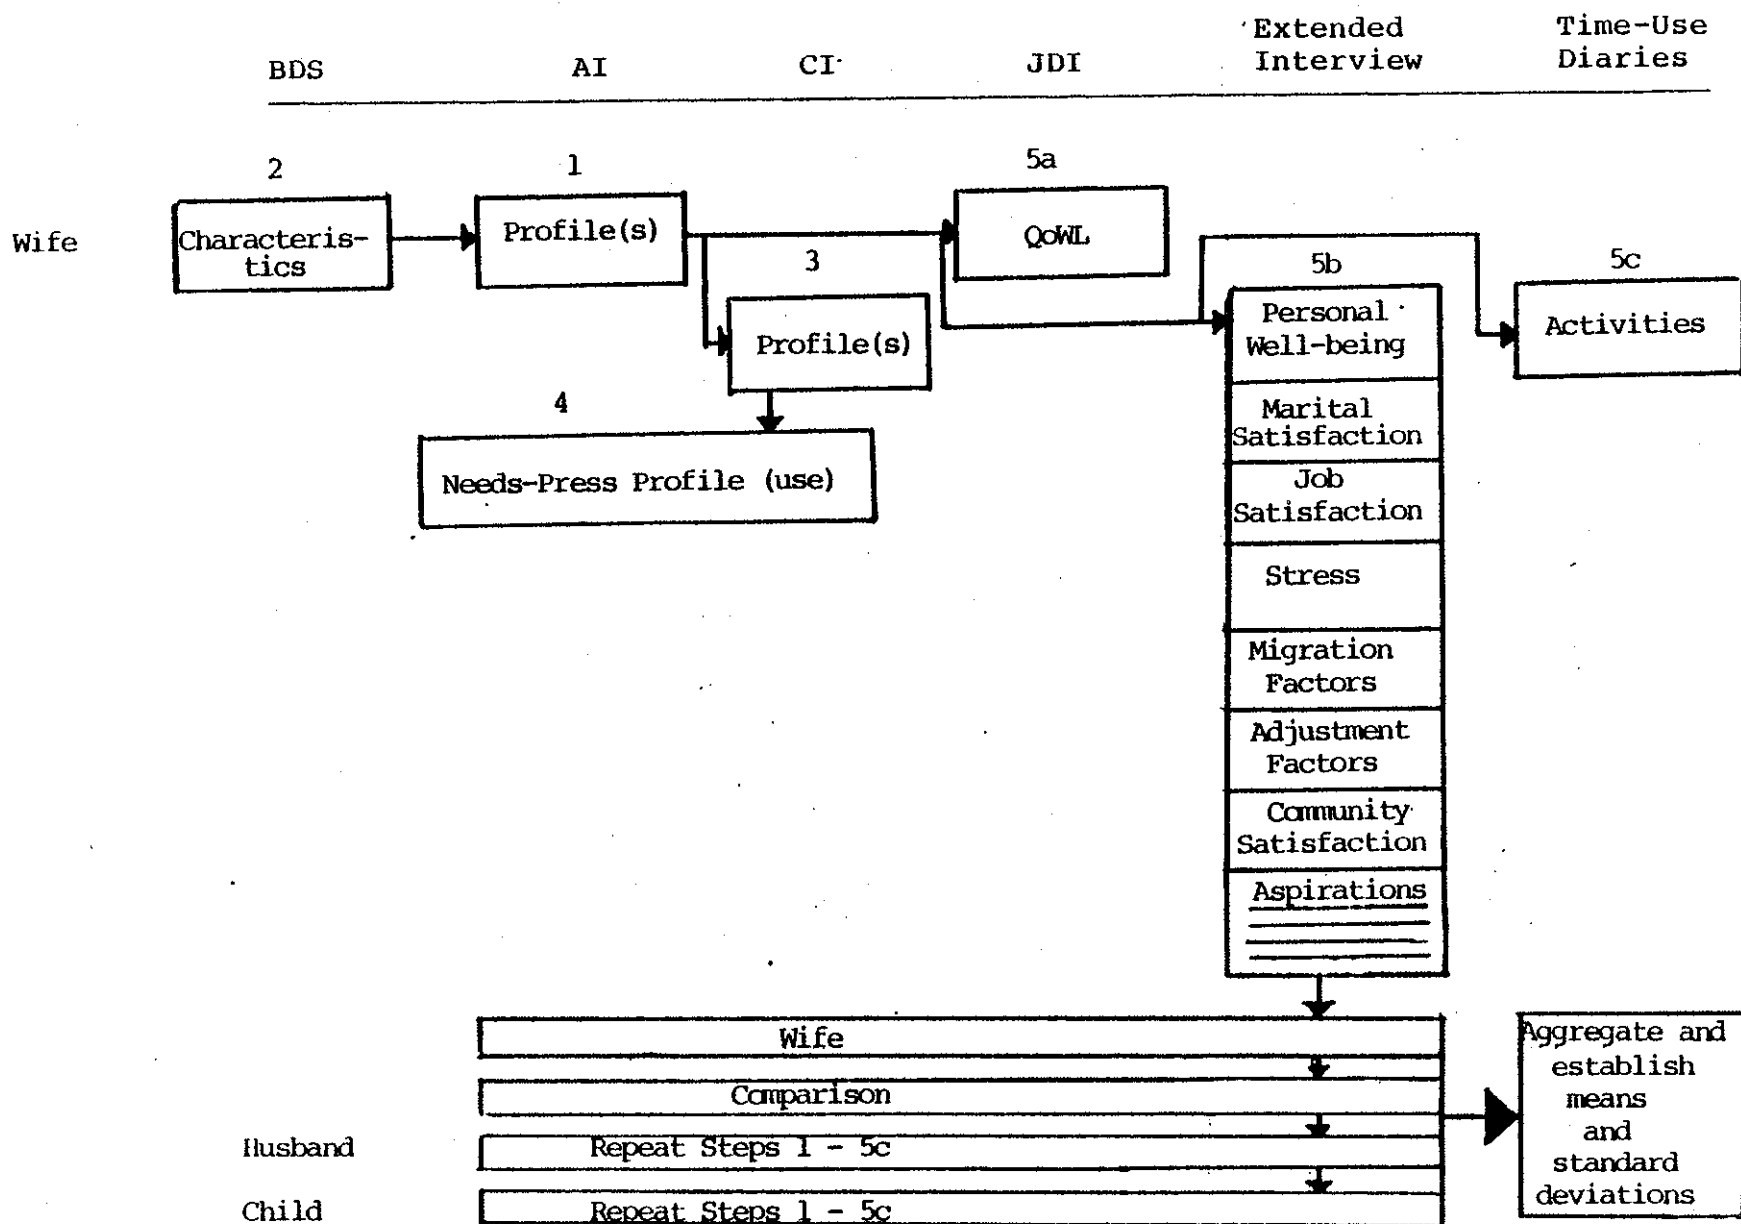 Extended
Interview
Time-Use
Diaries
BDS
AI
CI
JDI
2
1
5a
Wife
Characteris-
tics
Profile(s)
QoWL
3
5b
5c
Profile(s)
Personal
Well-being
Activities
4
Needs-Press Profile (use)
Marital
Satisfaction
Job
Satisfaction
Stress
Migration
Factors
Adjustment
Factors
Community
Satisfaction
Aspirations
Wife
Comparison
Husband
Repeat Steps 1 - 5c
Child
Repeat Steps 1 - 5c
Aggregate and
establish
means
and
standard
deviations